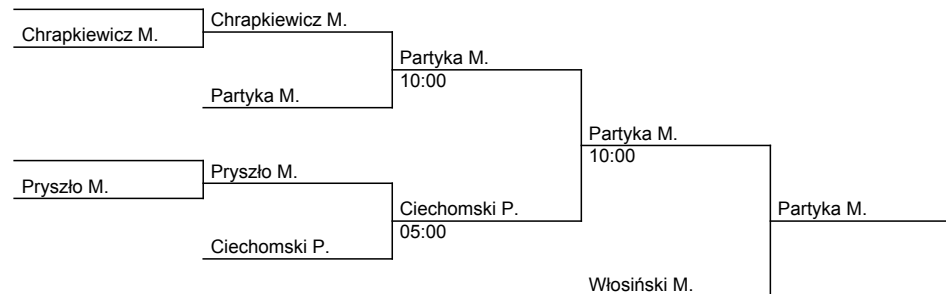 Chrapkiewicz M.
Chrapkiewicz M.
Partyka M.
10:00
Partyka M.
Partyka M.
10:00
Pryszło M.
Pryszło M.
Ciechomski P.
05:00
Partyka M.
Ciechomski P.
Włosiński M.